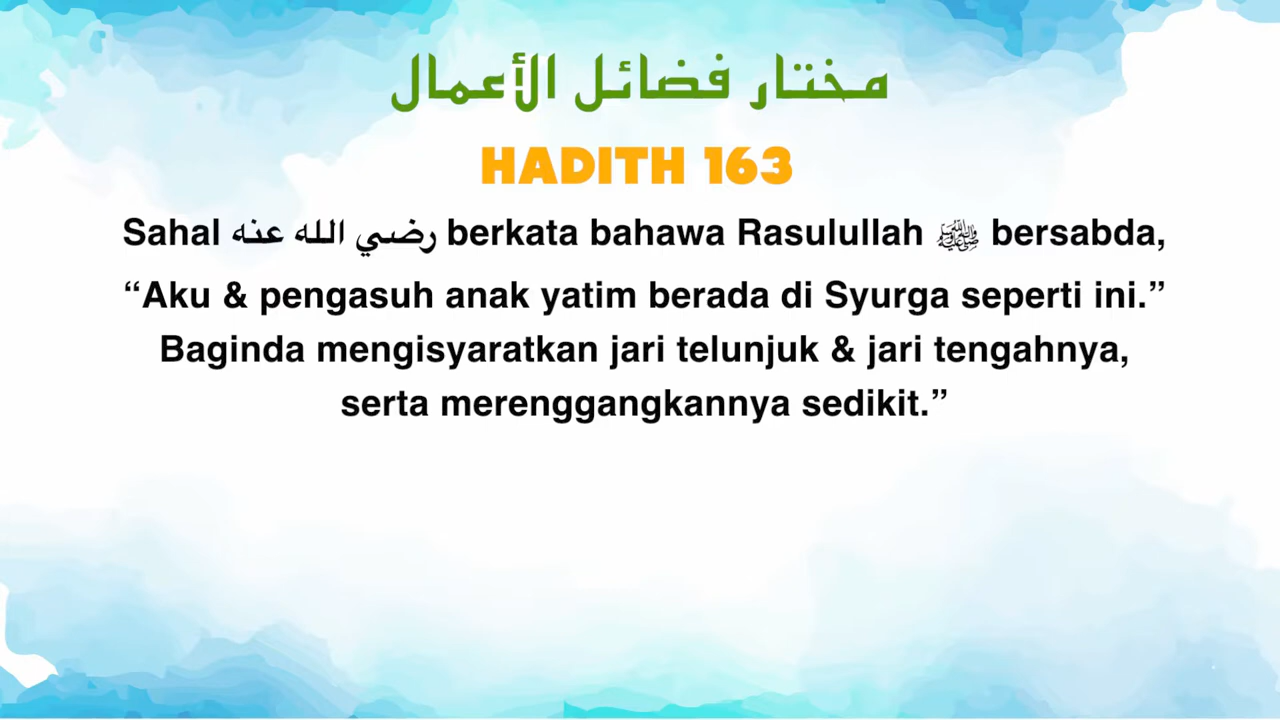 مختار فضائل الأعمال
HADITH 163
Sahal رضي الله عنه berkata bahawa Rasulullah ﷺ bersabda,
“Aku & pengasuh anak yatim berada di Syurga seperti ini.”
Baginda mengisyaratkan jari telunjuk & jari tengahnya,
serta merenggangkannya sedikit.”